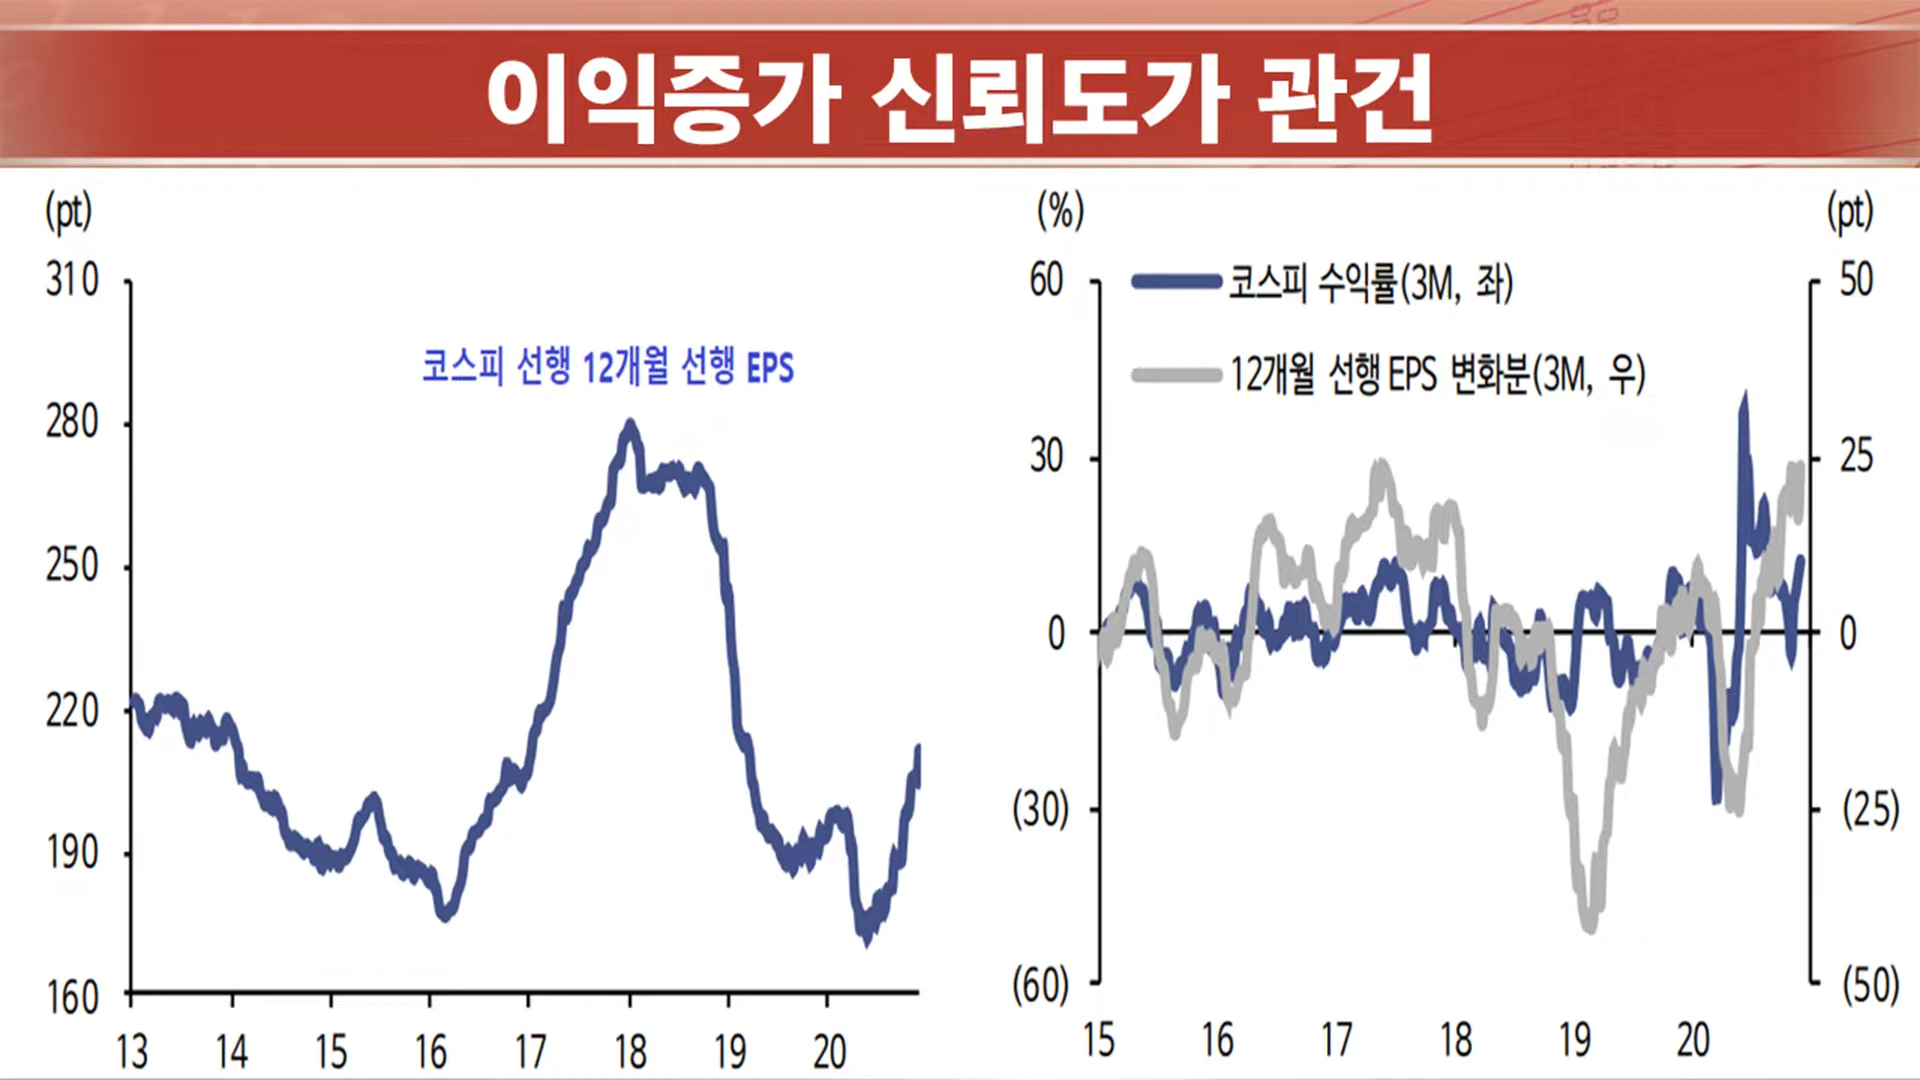 이익증가 신뢰도가 관건
(pt)
310
280
250
220
190
160
코스피 선행 12개월 선행 EPS
13 14 15 16 17 18 19 20
(%)
(pt)
60
30
0
(30)
(60)
코스피 수익률(3M, 좌)
12개월 선행 EPS 변화분(3M, 우)
50
25
0
(25)
(50)
15 16 17 18 19 20